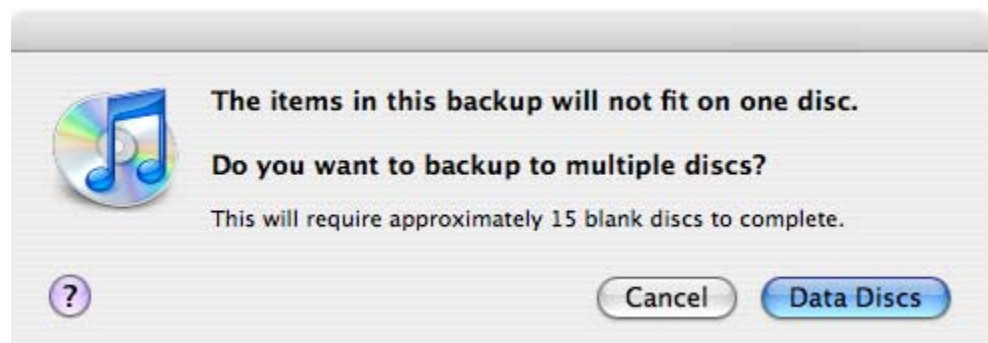 The items in this backup will not fit on one disc.
Do you want to backup to multiple discs?
This will require approximately 15 blank discs to complete.
?
Cancel
Data Discs